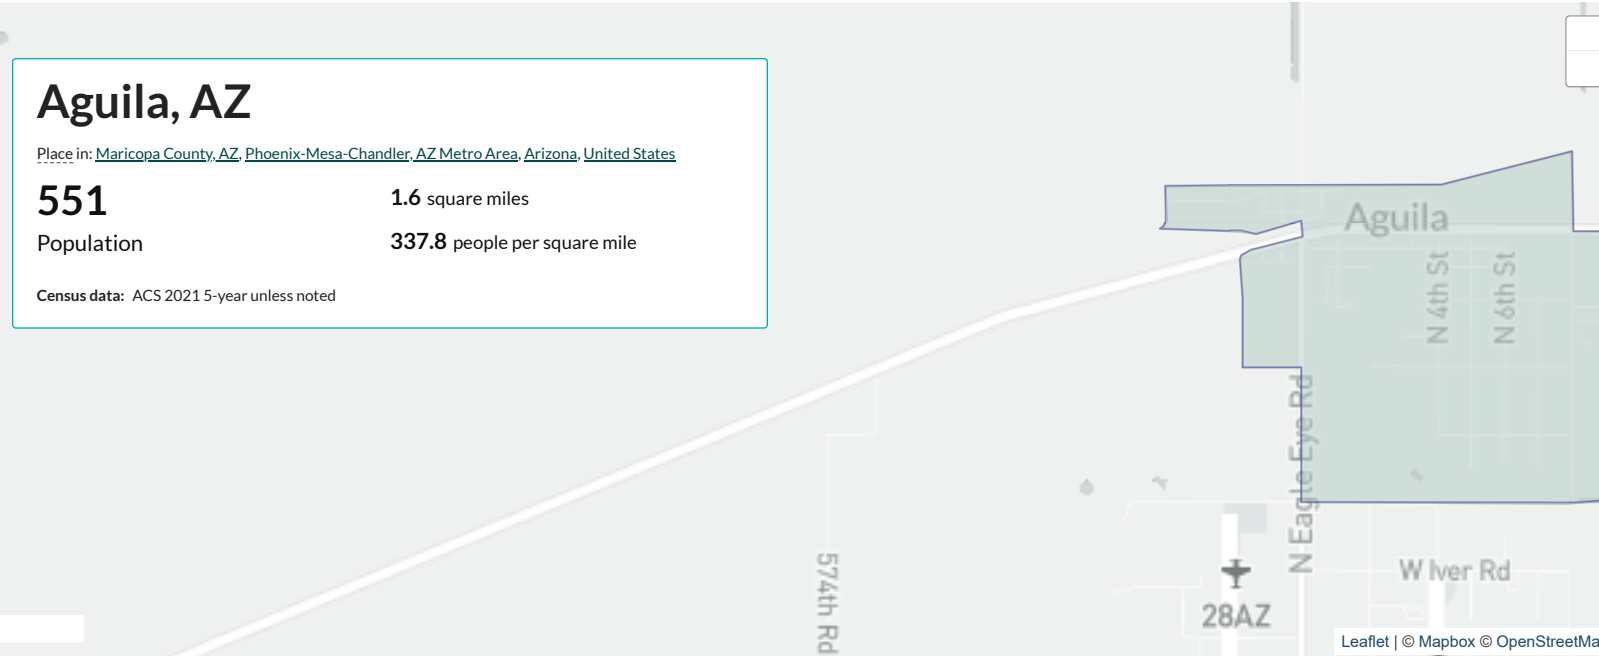 Aguila, AZ
Place in: Maricopa County, AZ, Phoenix-Mesa-Chandler, AZ Metro Area, Arizona, United States
551
Population
1.6 square miles
337.8 people per square mile
Census data: ACS 2021 5-year unless noted
Aguila
N 4th St
N 6th St
N Eagle Eye Rd
574th Rd
W Iver Rd
28AZ
Leaflet | © Mapbox © OpenStreetMa